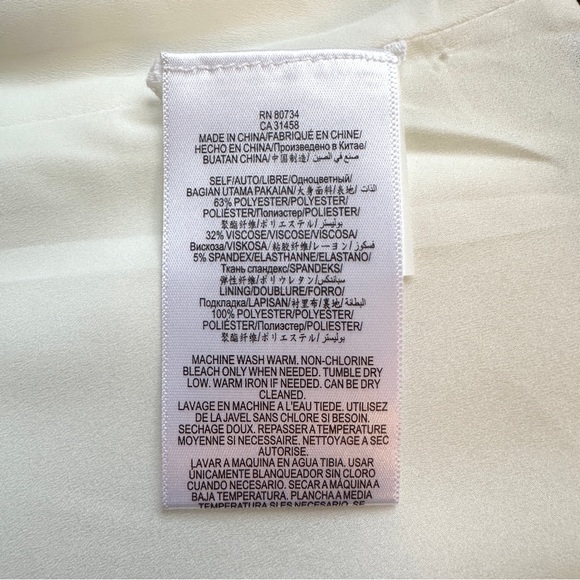 RN 80734
CA 31458
MADE IN CHINA/FABRIQUÉ EN CHINE/
HECHO EN CHINA/Произведено в Китае/
BUATAN CHINA/中国制造/صنع في الصين
SELF/AUTO/LIBRE/Одноцветный/
BAGIAN UTAMA PAKAIAN/大身面料/表地/الذات
63% POLYESTER/POLYESTER/
POLIÉSTER/Полиэстер/POLIESTER/
聚酯纤维/ポリエステル/بوليستر
32% VISCOSE/VISCOSE/VISCOSA/
Вискоза/VISKOSA/粘胶纤维/レーヨン/فسكوز
5% SPANDEX/ELASTHANNE/ELASTANO/
Ткань спандекс/SPANDEKS/
弹性纤维/ポリウレタン/سباندكس
LINING/DOUBLURE/FORRO/
Подкладка/LAPISAN/衬里布/裏地/البطانة
100% POLYESTER/POLYESTER/
POLIÉSTER/Полиэстер/POLIESTER/
聚酯纤维/ポリエステル/بوليستر
MACHINE WASH WARM. NON-CHLORINE
BLEACH ONLY WHEN NEEDED. TUMBLE DRY
LOW. WARM IRON IF NEEDED. CAN BE DRY
CLEANED.
LAVAGE EN MACHINE A L'EAU TIEDE. UTILISEZ
DE LA JAVEL SANS CHLORE SI BESOIN.
SECHAGE DOUX. REPASSER A TEMPERATURE
MOYENNE SI NECESSAIRE. NETTOYAGE A SEC
AUTORISE.
LAVAR A MAQUINA EN AGUA TIBIA. USAR
ÚNICAMENTE BLANQUEADOR SIN CLORO
CUANDO NECESARIO. SECAR A MÁQUINA A
BAJA TEMPERATURA. PLANCHA A MEDIA
TEMPERATURA SI ES NECESARIO. SE